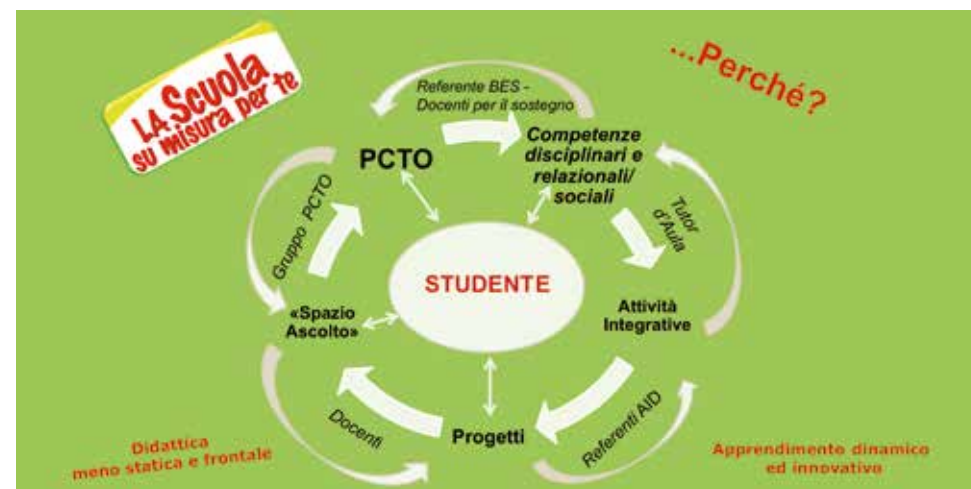 LA Scuola
su misura per te
...Perché?
Referente BES -
Docenti per il sostegno
PCTO
Competenze
disciplinari e
relazionali/
sociali
Gruppo PCTO
Tutor
d'Aula
STUDENTE
«Spazio
Ascolto»
Attività
Integrative
Docenti
Progetti
Referenti AID
Didattica
meno statica e frontale
Apprendimento dinamico
ed innovativo